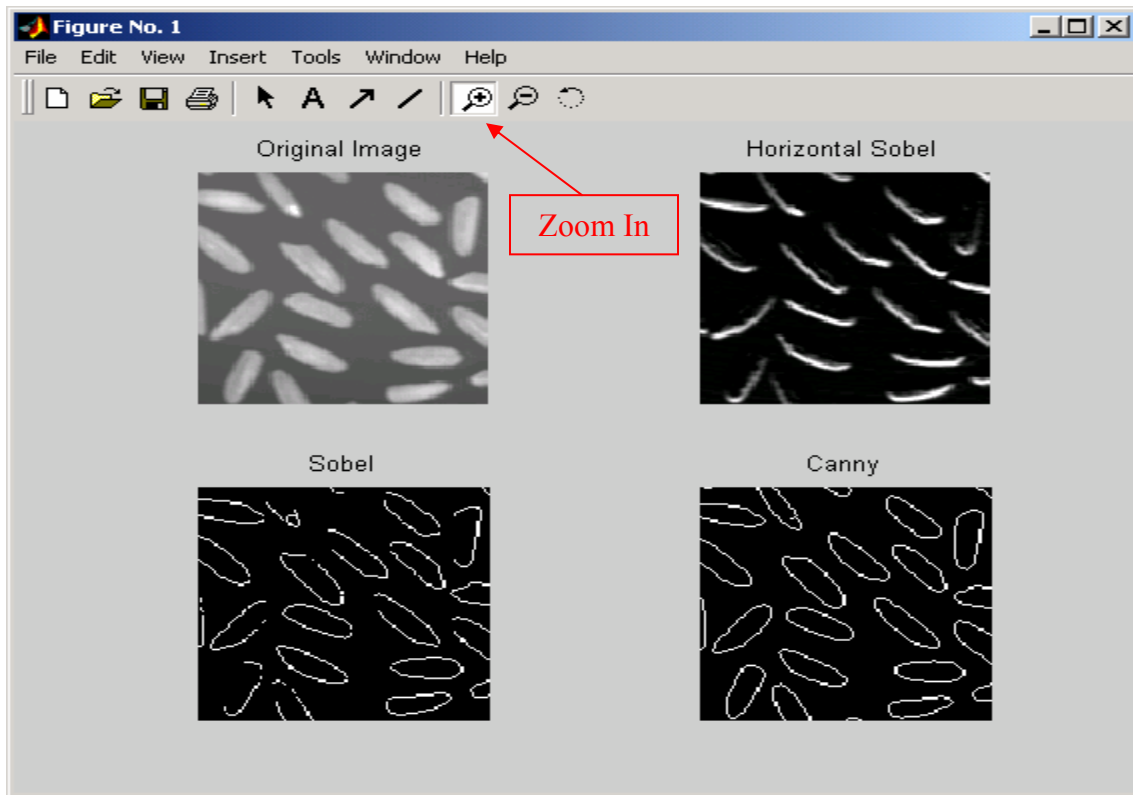 Figure No. 1
File Edit View Insert Tools Window Help
A
Original Image Horizontal Sobel
Zoom In
Sobel Canny